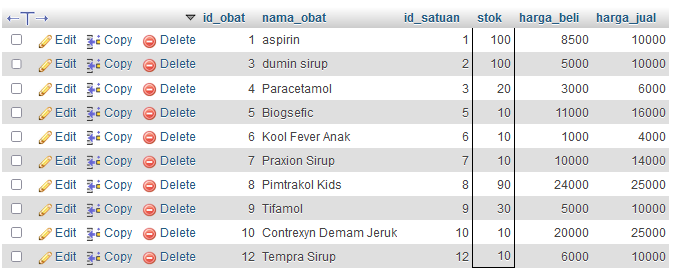 id_obat nama_obat id_satuan stok harga_beli harga_jual
Edit Copy Delete 1 aspirin 1 100 8500 10000
Edit Copy Delete 3 dumin sirup 2 100 5000 10000
Edit Copy Delete 4 Paracetamol 3 20 3000 6000
Edit Copy Delete 5 Biogsefic 5 10 11000 16000
Edit Copy Delete 6 Kool Fever Anak 6 10 1000 4000
Edit Copy Delete 7 Praxion Sirup 7 10 10000 14000
Edit Copy Delete 8 Pimtrakol Kids 8 90 24000 25000
Edit Copy Delete 9 Tifamol 9 30 5000 10000
Edit Copy Delete 10 Contrexyn Demam Jeruk 10 10 20000 25000
Edit Copy Delete 12 Tempra Sirup 12 10 6000 10000